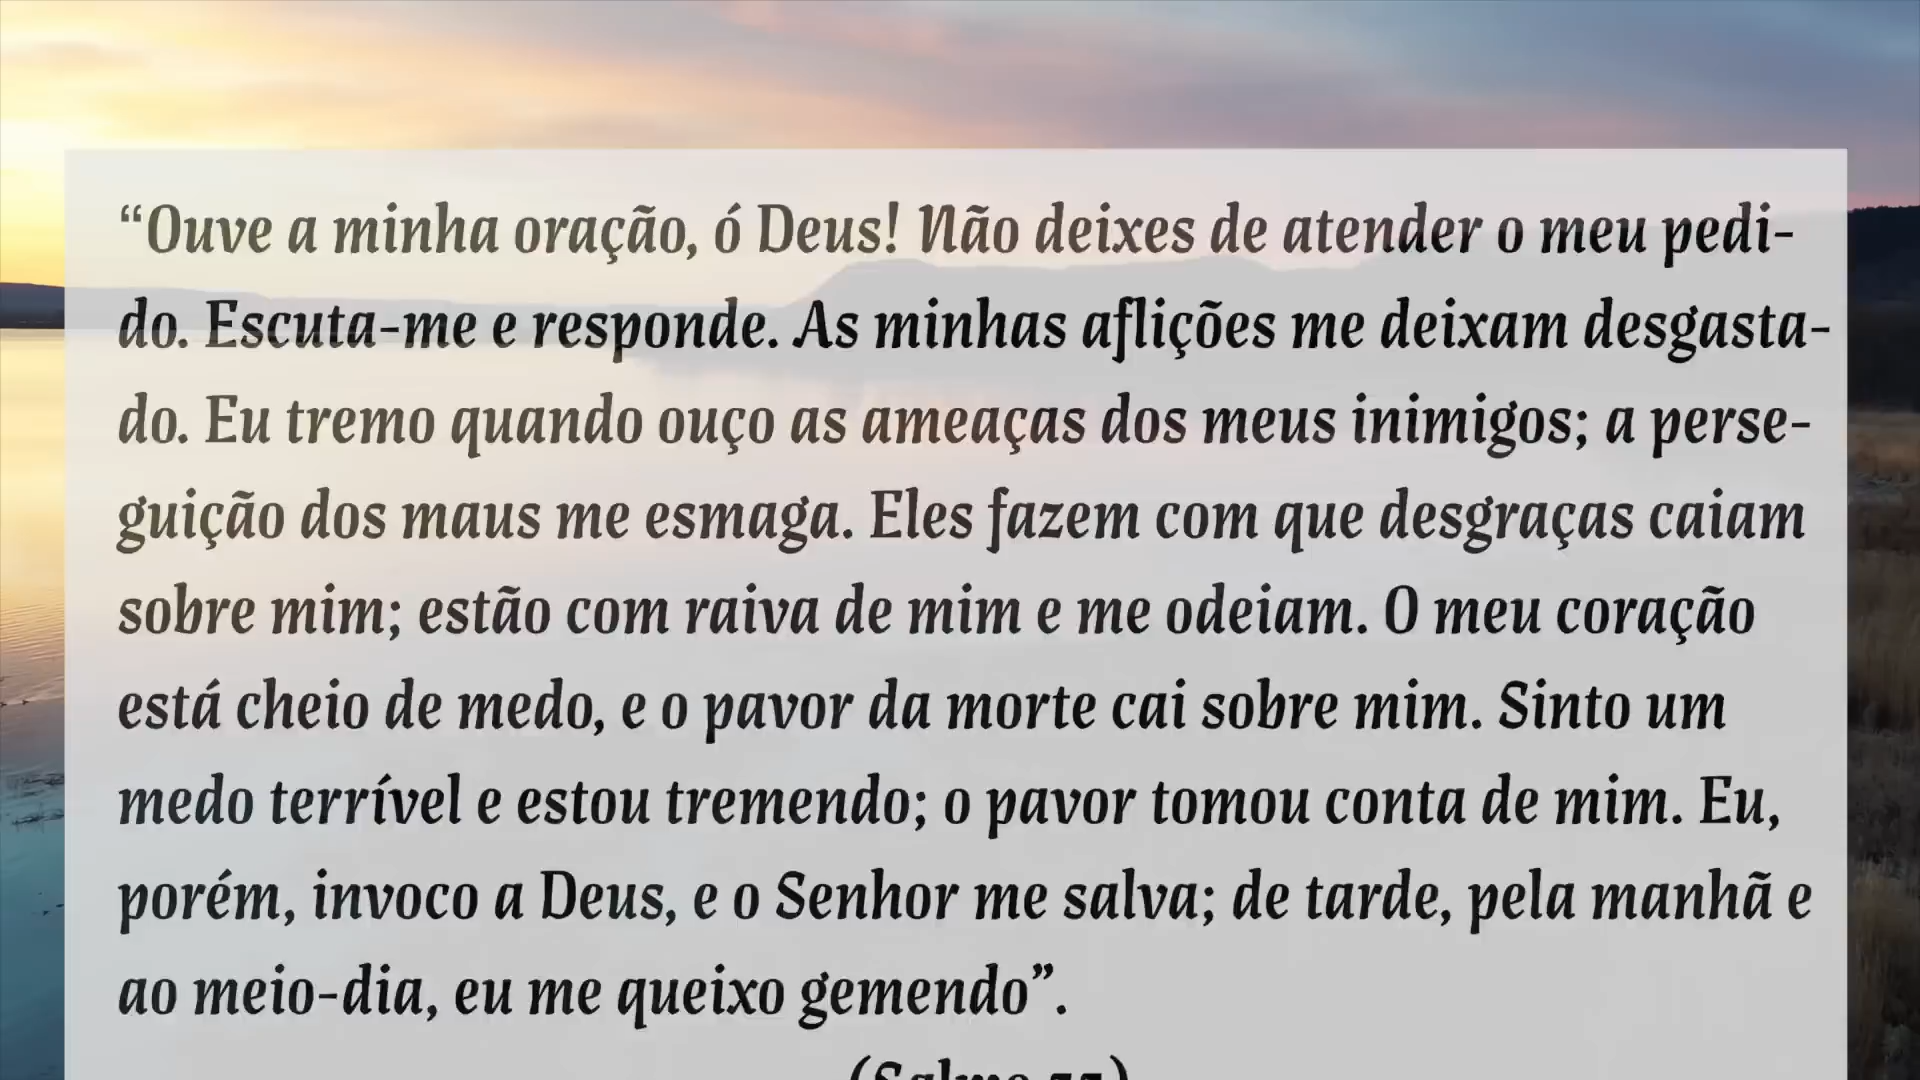 “Ouve a minha oração, ó Deus! Não deixes de atender o meu pedi-
do. Escuta-me e responde. As minhas aflições me deixam desgasta-
do. Eu tremo quando ouço as ameaças dos meus inimigos; a perse-
guição dos maus me esmaga. Eles fazem com que desgraças caiam
sobre mim; estão com raiva de mim e me odeiam. O meu coração
está cheio de medo, e o pavor da morte cai sobre mim. Sinto um
medo terrível e estou tremendo; o pavor tomou conta de mim. Eu,
porém, invoco a Deus, e o Senhor me salva; de tarde, pela manhã e
ao meio-dia, eu me queixo gemendo”.
(Salmo